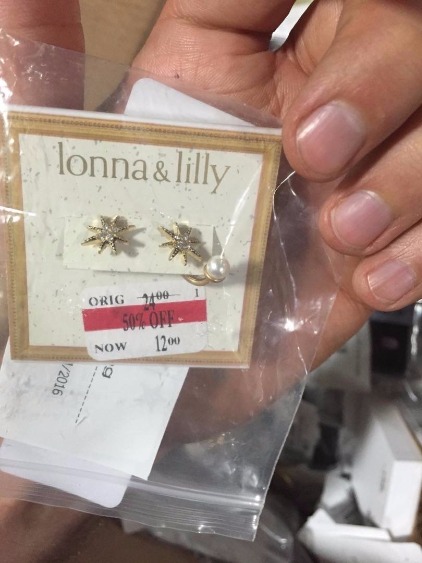 lonna & lilly
ORIG 24.00 1
50% OFF
NOW 12.00
/2016